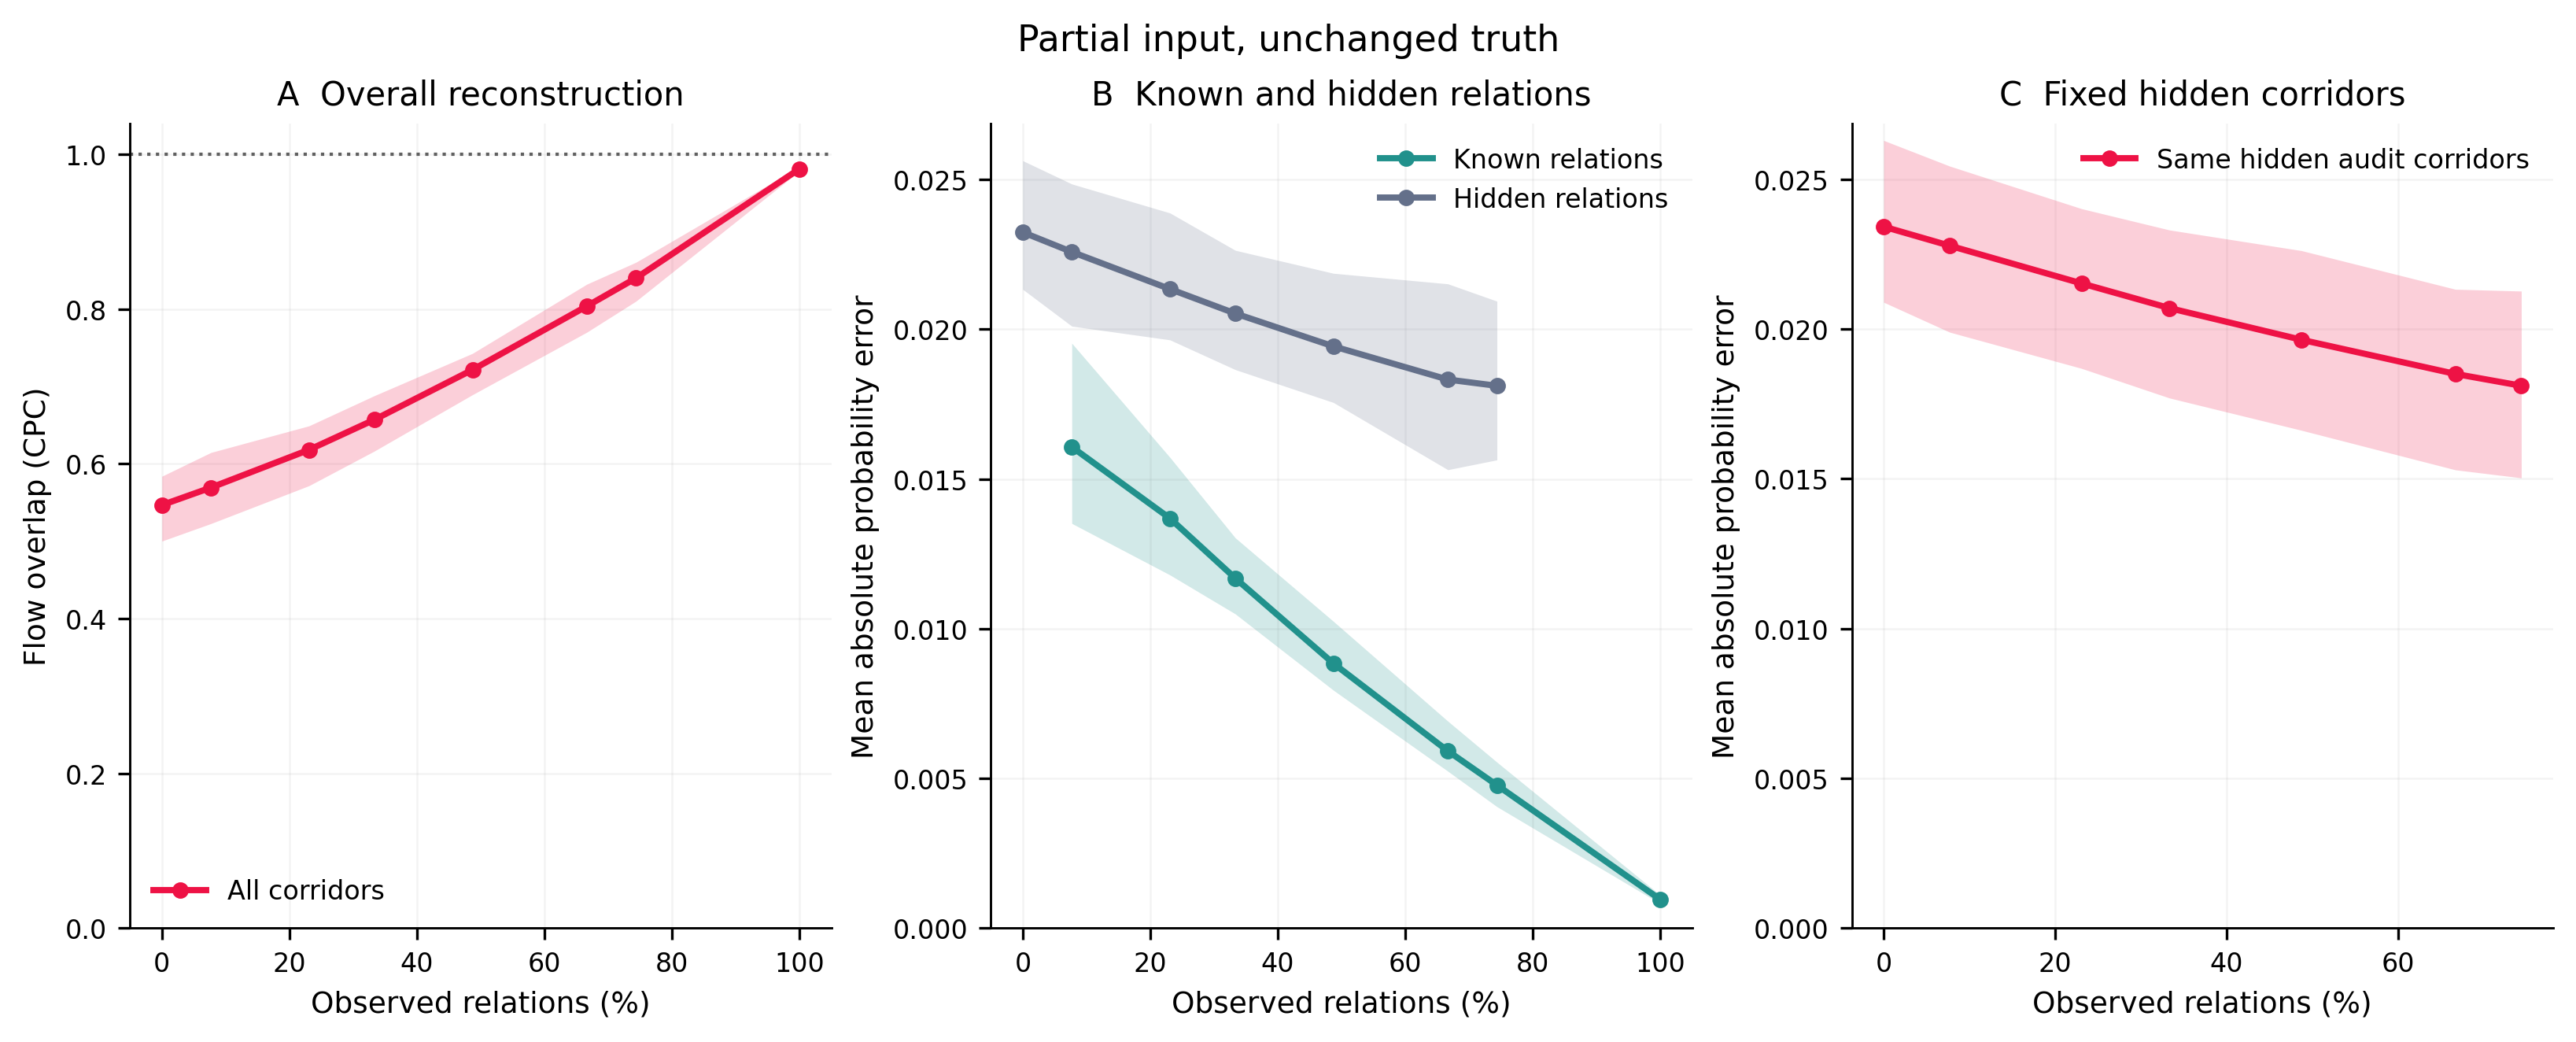 Partial input, unchanged truth
A  Overall reconstruction
Flow overlap (CPC)
1.0
0.8
0.6
0.4
0.2
0.0
All corridors
0 20 40 60 80 100
Observed relations (%)
B  Known and hidden relations
Mean absolute probability error
0.025
0.020
0.015
0.010
0.005
0.000
Known relations
Hidden relations
0 20 40 60 80 100
Observed relations (%)
C  Fixed hidden corridors
Mean absolute probability error
0.025
0.020
0.015
0.010
0.005
0.000
Same hidden audit corridors
0 20 40 60
Observed relations (%)